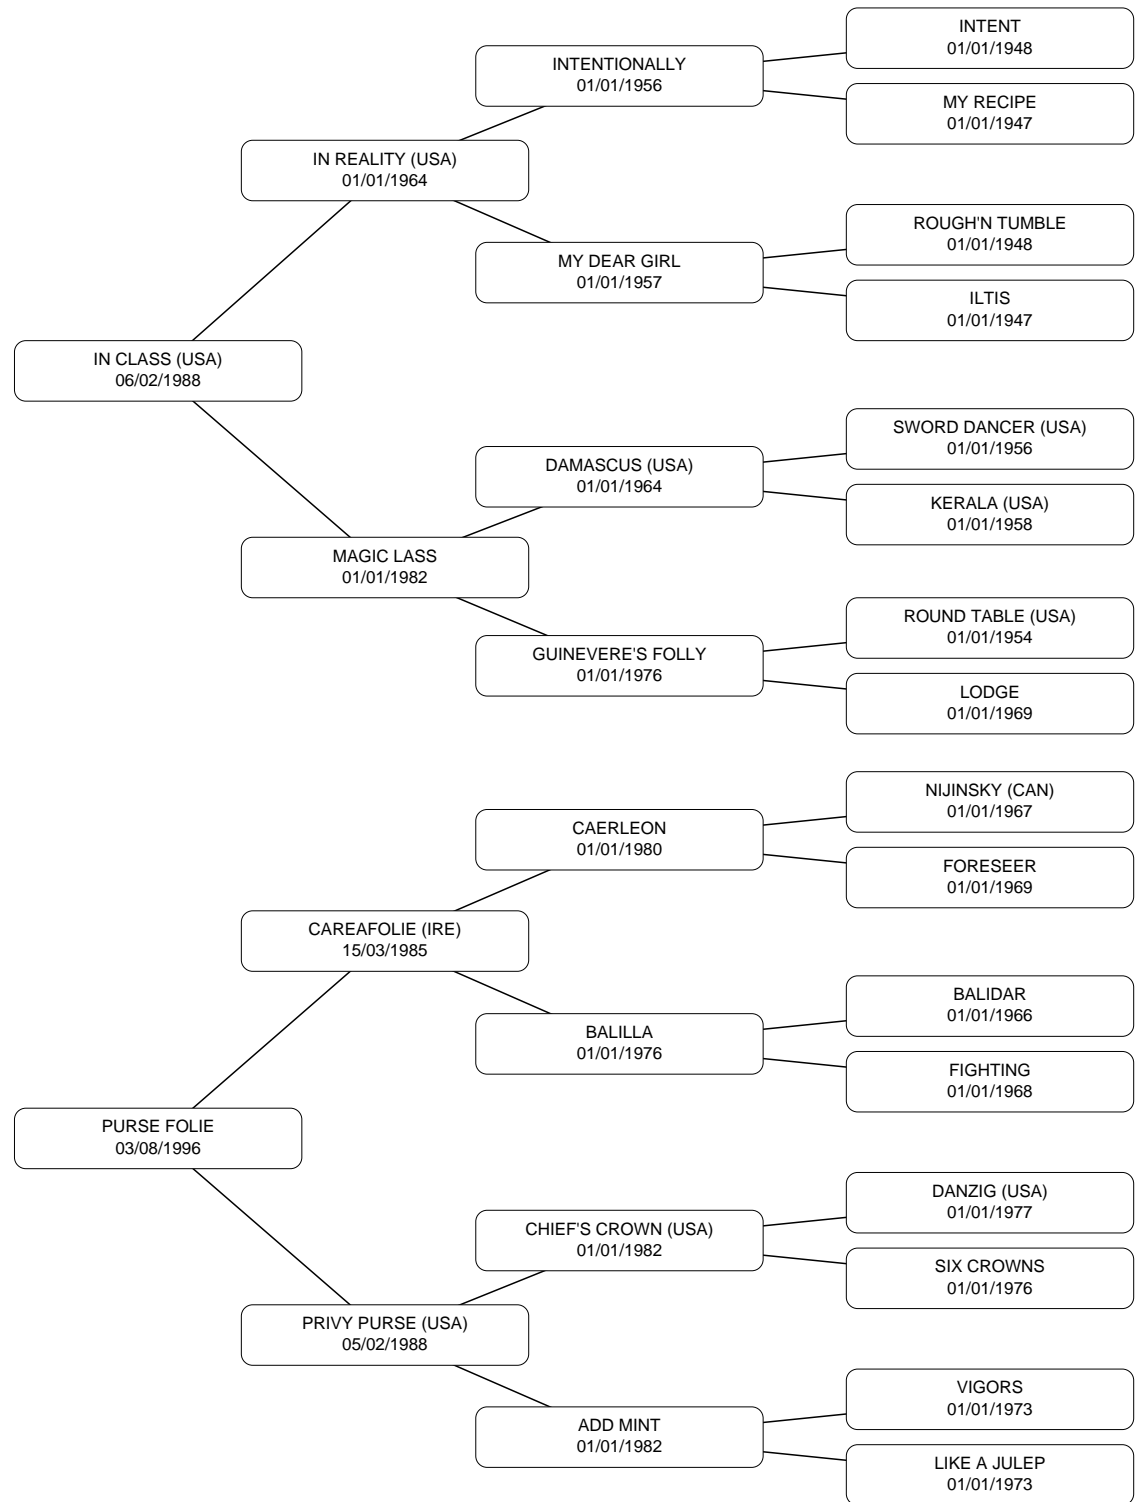 INTENT
01/01/1948
INTENTIONALLY
01/01/1956
MY RECIPE
01/01/1947
IN REALITY (USA)
01/01/1964
ROUGH'N TUMBLE
01/01/1948
MY DEAR GIRL
01/01/1957
ILTIS
01/01/1947
IN CLASS (USA)
06/02/1988
SWORD DANCER (USA)
01/01/1956
DAMASCUS (USA)
01/01/1964
KERALA (USA)
01/01/1958
MAGIC LASS
01/01/1982
ROUND TABLE (USA)
01/01/1954
GUINEVERE'S FOLLY
01/01/1976
LODGE
01/01/1969
NIJINSKY (CAN)
01/01/1967
CAERLEON
01/01/1980
FORESEER
01/01/1969
CAREAFOLIE (IRE)
15/03/1985
BALIDAR
01/01/1966
BALILLA
01/01/1976
FIGHTING
01/01/1968
PURSE FOLIE
03/08/1996
DANZIG (USA)
01/01/1977
CHIEF'S CROWN (USA)
01/01/1982
SIX CROWNS
01/01/1976
PRIVY PURSE (USA)
05/02/1988
VIGORS
01/01/1973
ADD MINT
01/01/1982
LIKE A JULEP
01/01/1973